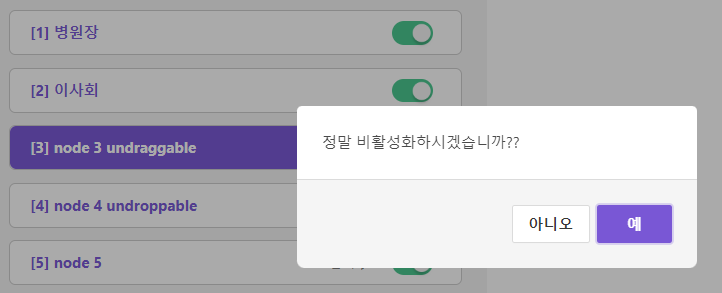 [1] 병원장
[2] 이사회
[3] node 3 undraggable
정말 비활성화하시겠습니까??
[4] node 4 undroppable
아니오 예
[5] node 5